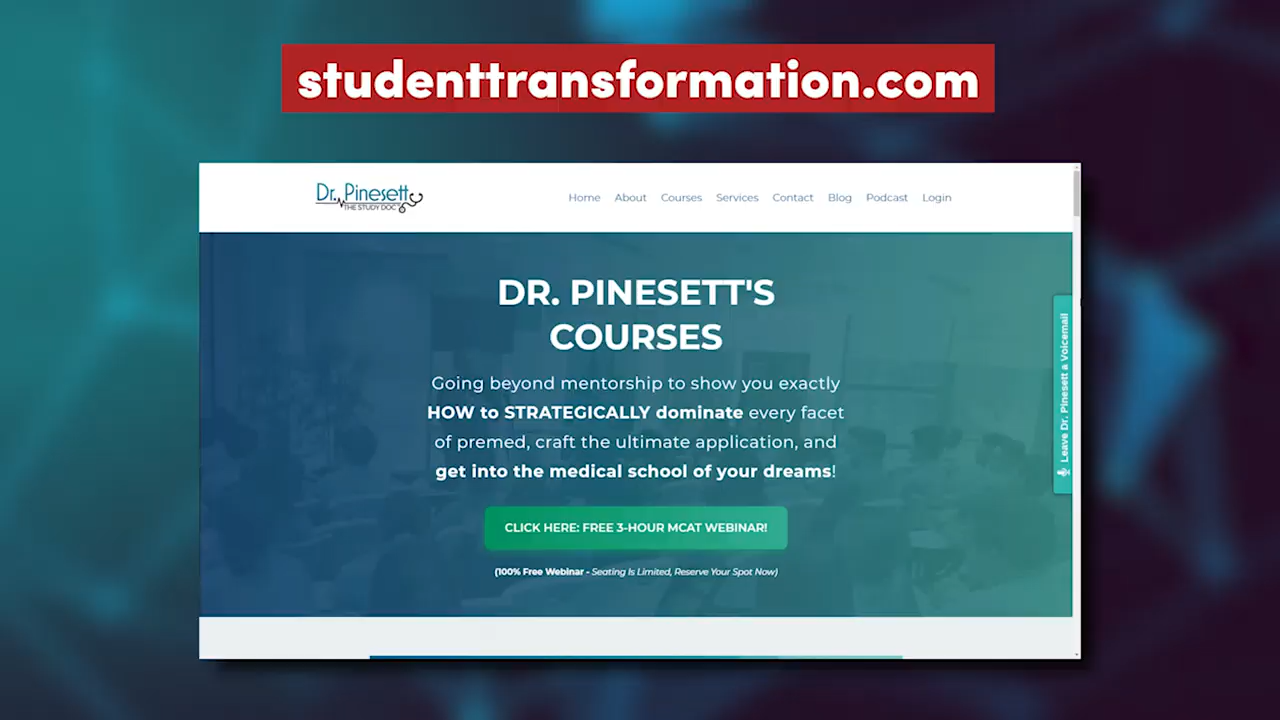 studenttransformation.com
Dr. Pinesett
THE STUDY DOC
Home About Courses Services Contact Blog Podcast Login
DR. PINESETT'S
COURSES
Going beyond mentorship to show you exactly
HOW to STRATEGICALLY dominate every facet
of premed, craft the ultimate application, and
get into the medical school of your dreams!
CLICK HERE: FREE 3-HOUR MCAT WEBINAR!
(100% Free Webinar - Seating Is Limited, Reserve Your Spot Now)
Leave Dr. Pinesett a Voicemail